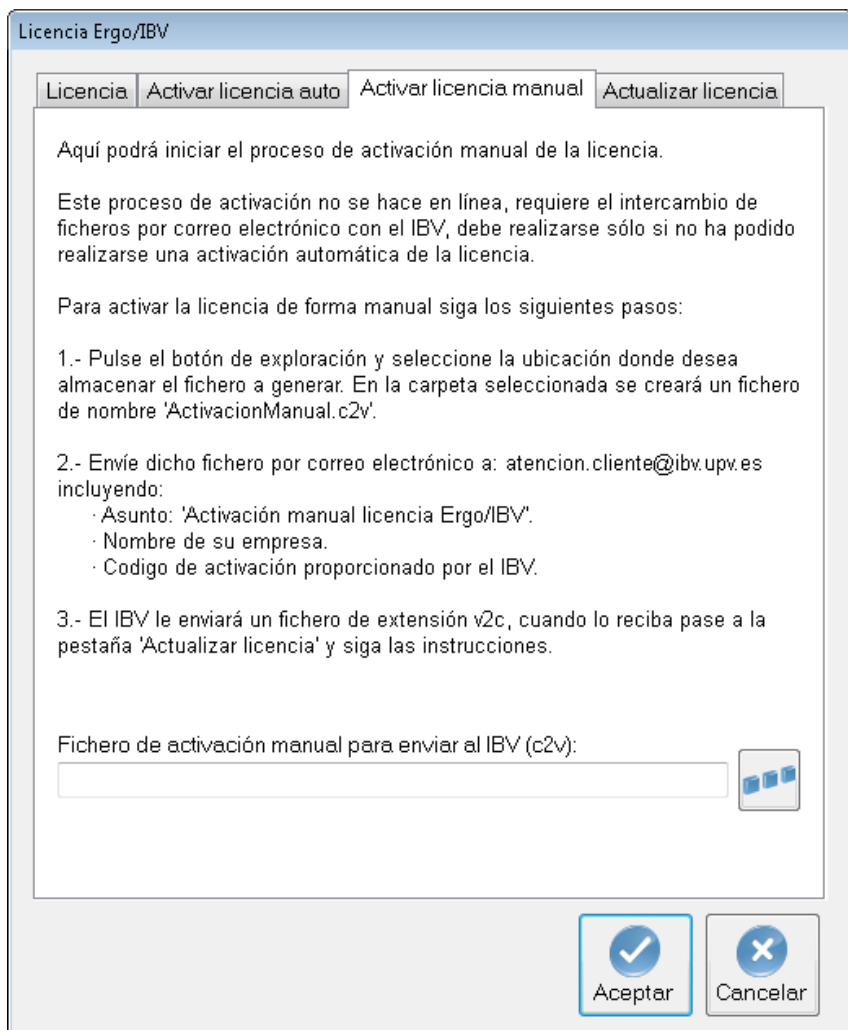 Licencia Ergo/IBV
Licencia
Activar licencia auto
Activar licencia manual
Actualizar licencia
Aquí podrá iniciar el proceso de activación manual de la licencia.
Este proceso de activación no se hace en línea, requiere el intercambio de
ficheros por correo electrónico con el IBV, debe realizarse sólo si no ha podido
realizarse una activación automática de la licencia.
Para activar la licencia de forma manual siga los siguientes pasos:
1.- Pulse el botón de exploración y seleccione la ubicación donde desea
almacenar el fichero a generar. En la carpeta seleccionada se creará un fichero
de nombre 'ActivacionManual.c2v'.
2.- Envíe dicho fichero por correo electrónico a: atencion.cliente@ibv.upv.es
incluyendo:
· Asunto: 'Activación manual licencia Ergo/IBV'.
· Nombre de su empresa.
· Codigo de activación proporcionado por el IBV.
3.- El IBV le enviará un fichero de extensión v2c, cuando lo reciba pase a la
pestaña 'Actualizar licencia' y siga las instrucciones.
Fichero de activación manual para enviar al IBV (c2v):
Aceptar
Cancelar